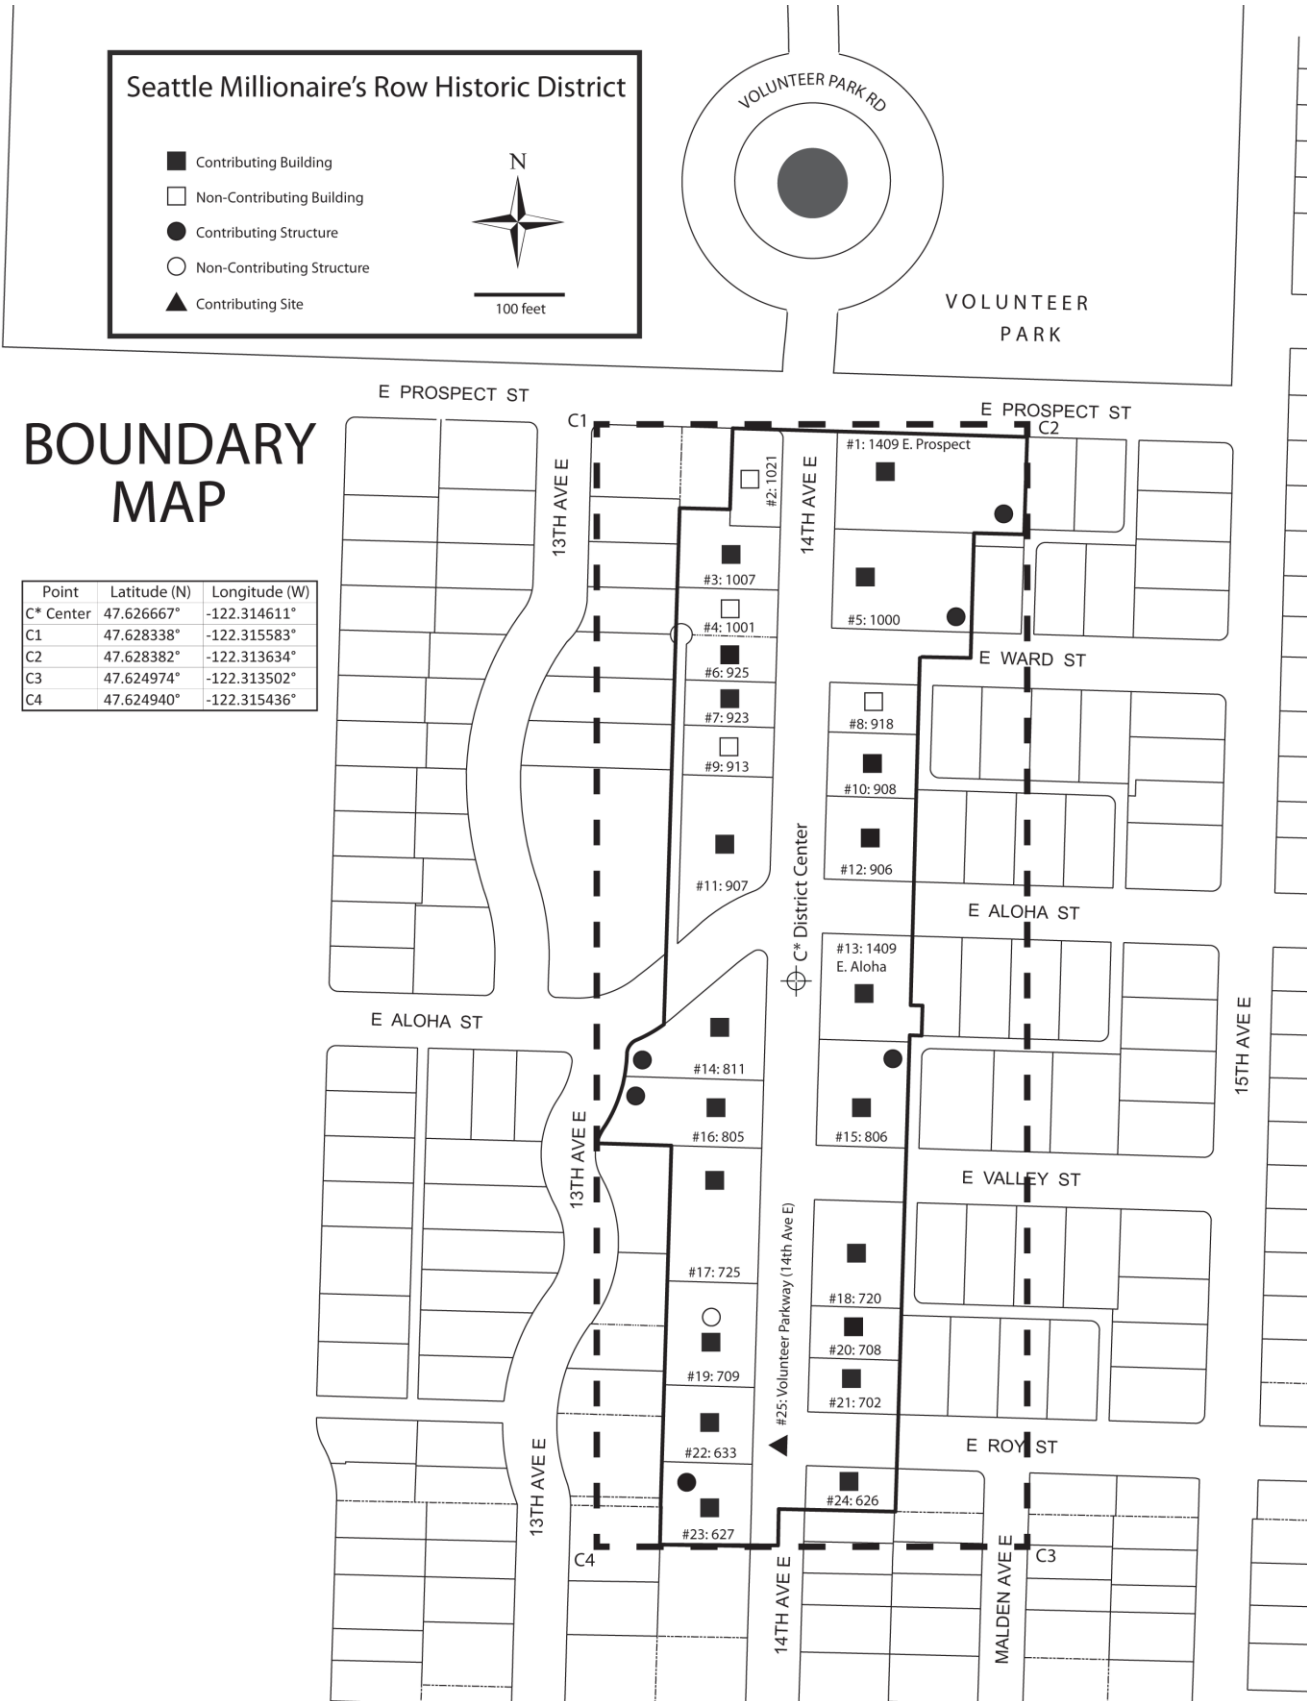 Seattle Millionaire's Row Historic District
Contributing Building
Non-Contributing Building
Contributing Structure
Non-Contributing Structure
Contributing Site
N
100 feet
VOLUNTEER PARK RD
VOLUNTEER
PARK
E PROSPECT ST
E PROSPECT ST
BOUNDARY
MAP
Point Latitude (N) Longitude (W)
C* Center 47.626667° -122.314611°
C1 47.628338° -122.315583°
C2 47.628382° -122.313634°
C3 47.624974° -122.313502°
C4 47.624940° -122.315436°
C1
C2
13TH AVE E
14TH AVE E
#1: 1409 E. Prospect
#2: 1021
#3: 1007
#4: 1001
#5: 1000
#6: 925
E WARD ST
#7: 923
#8: 918
#9: 913
#10: 908
#11: 907
#12: 906
C* District Center
E ALOHA ST
#13: 1409
E. Aloha
E ALOHA ST
#14: 811
15TH AVE E
#16: 805
#15: 806
13TH AVE E
E VALLEY ST
#17: 725
#18: 720
#25: Volunteer Parkway (14th Ave E)
#20: 708
#19: 709
#21: 702
#22: 633
E ROY ST
#24: 626
#23: 627
13TH AVE E
C4
C3
14TH AVE E
MALDEN AVE E